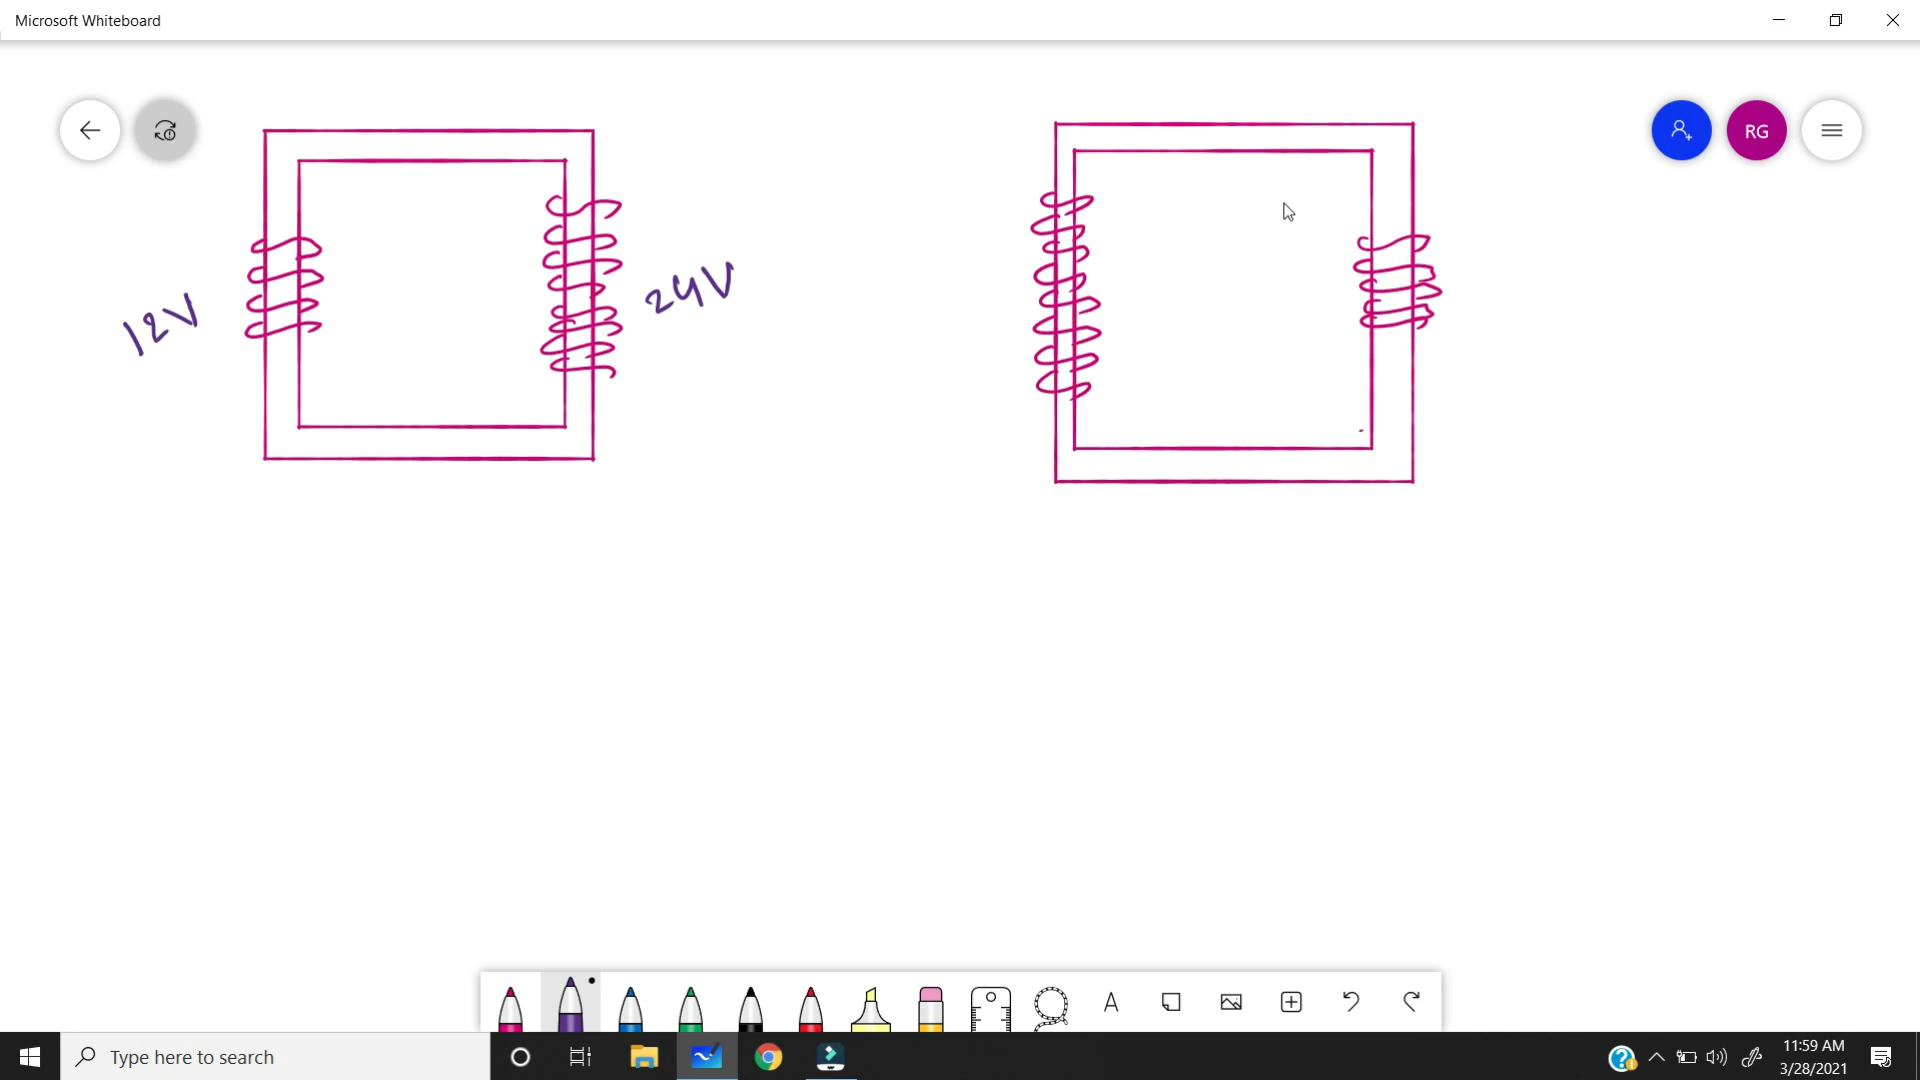 Microsoft Whiteboard
RG
12V
24V
A
Type here to search
11:59 AM
3/28/2021